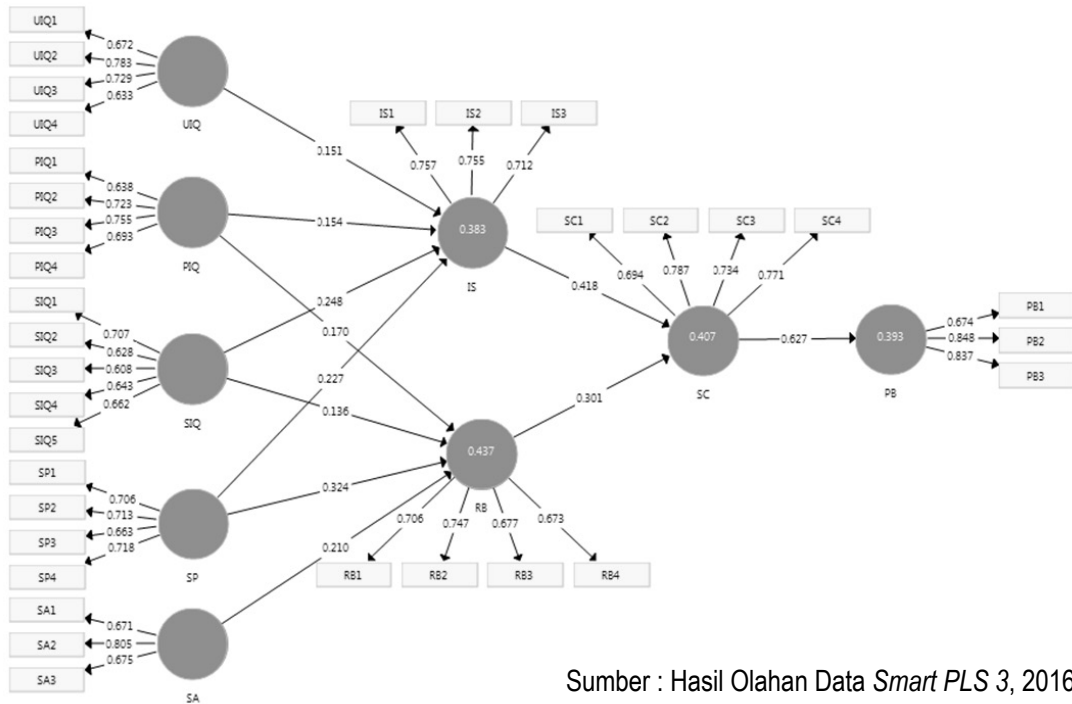 UIQ1
UIQ2
UIQ3
UIQ4
0.672
0.783
0.729
0.633
UIQ
PIQ1
PIQ2
PIQ3
PIQ4
0.638
0.723
0.755
0.693
PIQ
SIQ1
SIQ2
SIQ3
SIQ4
SIQ5
0.707
0.628
0.608
0.643
0.662
SIQ
SP1
SP2
SP3
SP4
0.706
0.713
0.663
0.718
SP
SA1
SA2
SA3
0.671
0.805
0.675
SA
0.151
0.154
0.248
0.170
0.227
0.136
0.324
0.210
IS1
IS2
IS3
0.757
0.755
0.712
0.383
IS
0.437
RB
0.706
0.747
0.677
0.673
RB1
RB2
RB3
RB4
0.418
0.301
SC1
SC2
SC3
SC4
0.694
0.787
0.734
0.771
0.407
SC
0.627
0.393
PB
0.674
0.848
0.837
PB1
PB2
PB3
Sumber : Hasil Olahan Data Smart PLS 3, 2016